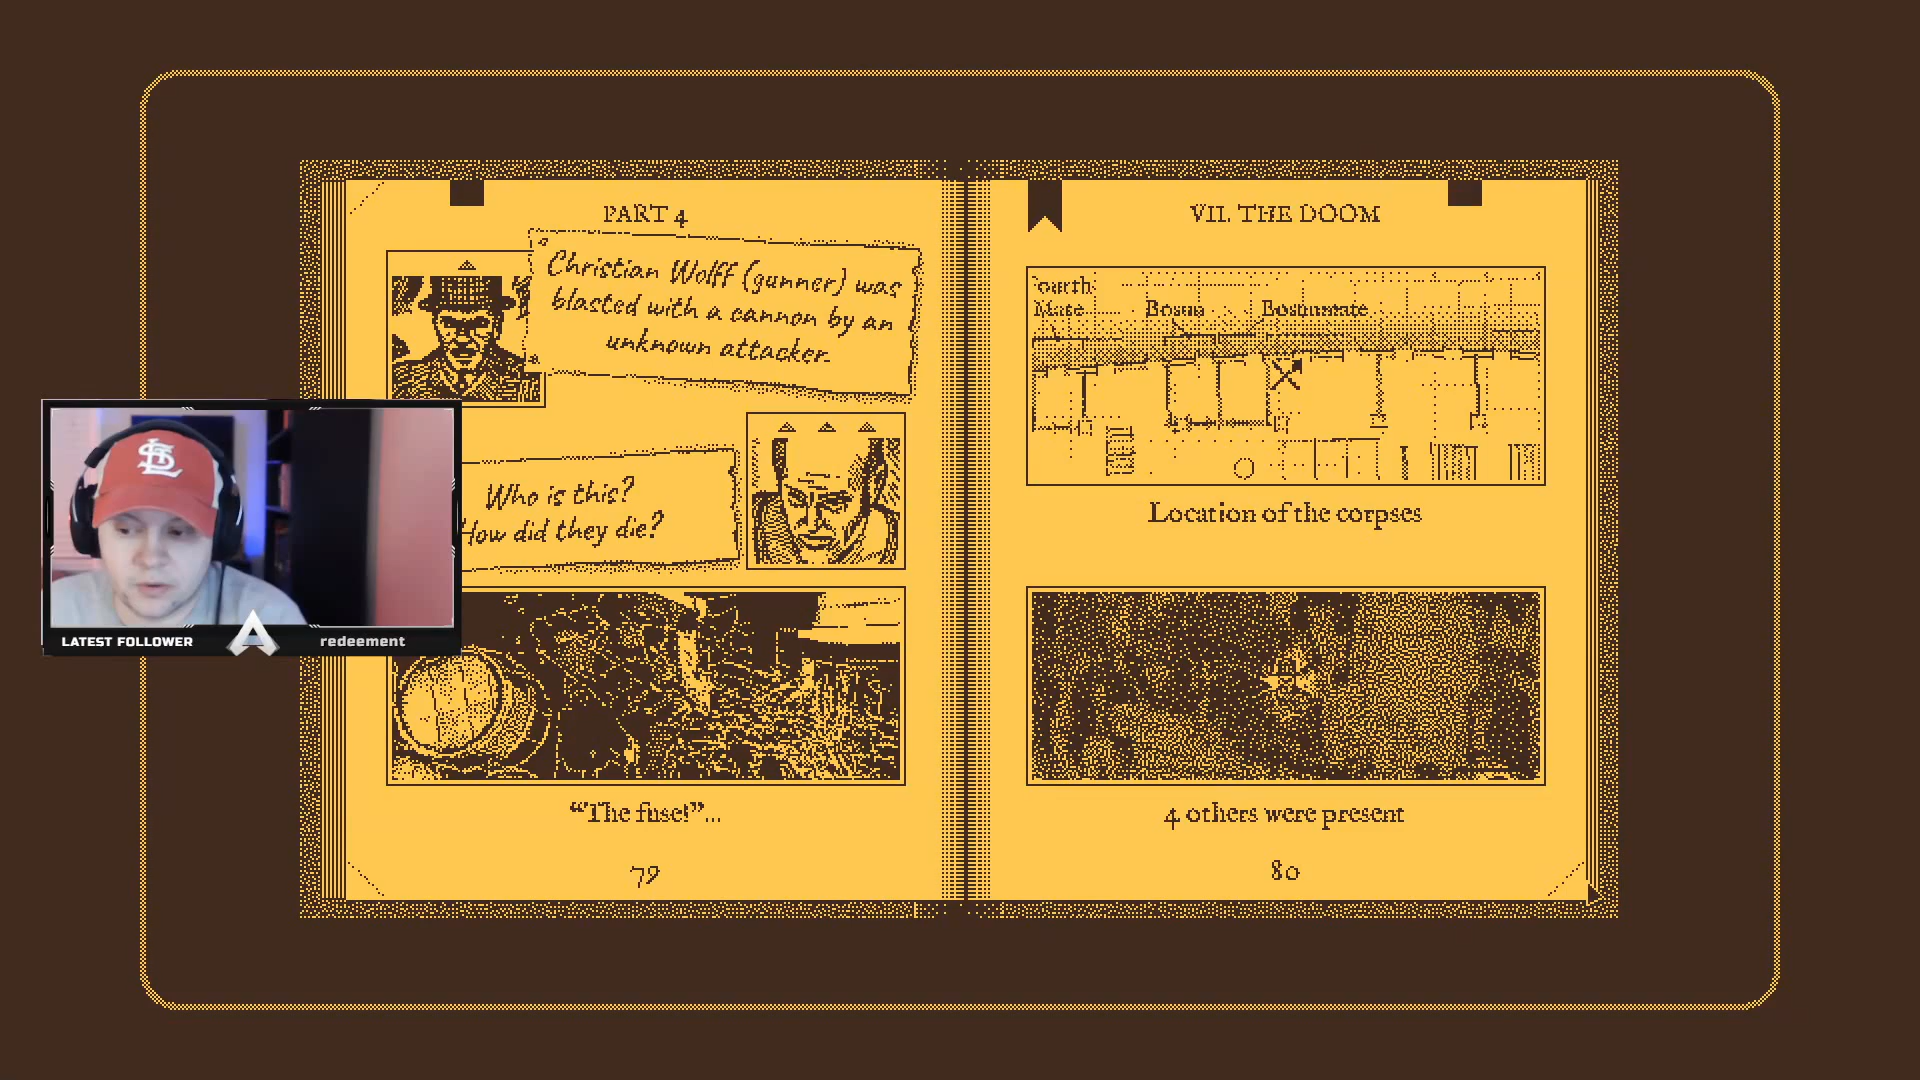 PART 4
Christian Wolff (gunner) was
blasted with a cannon by an
unknown attacker.
Who is this?
How did they die?
"The fuse!"...
79
VII. THE DOOM
ourth
Mate
Bosun
Bosunmate
Location of the corpses
4 others were present
80
STL
LATEST FOLLOWER
redeement